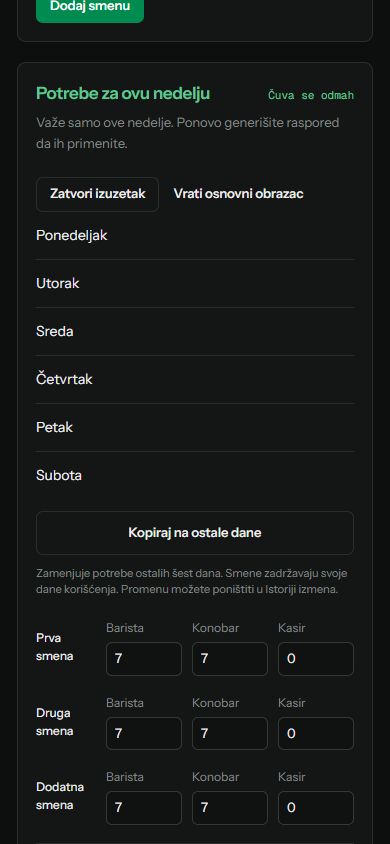 Dodaj smenu
Potrebe za ovu nedelju
Čuva se odmah
Važe samo ove nedelje. Ponovo generišite raspored
da ih primenite.
Zatvori izuzetak
Vrati osnovni obrazac
Ponedeljak
Utorak
Sreda
Četvrtak
Petak
Subota
Kopiraj na ostale dane
Zamenjuje potrebe ostalih šest dana. Smene zadržavaju svoje
dane korišćenja. Promenu možete poništiti u Istoriji izmena.
Prva
smena
Barista
Konobar
Kasir
7
7
0
Druga
smena
Barista
Konobar
Kasir
7
7
0
Dodatna
smena
Barista
Konobar
Kasir
7
7
0